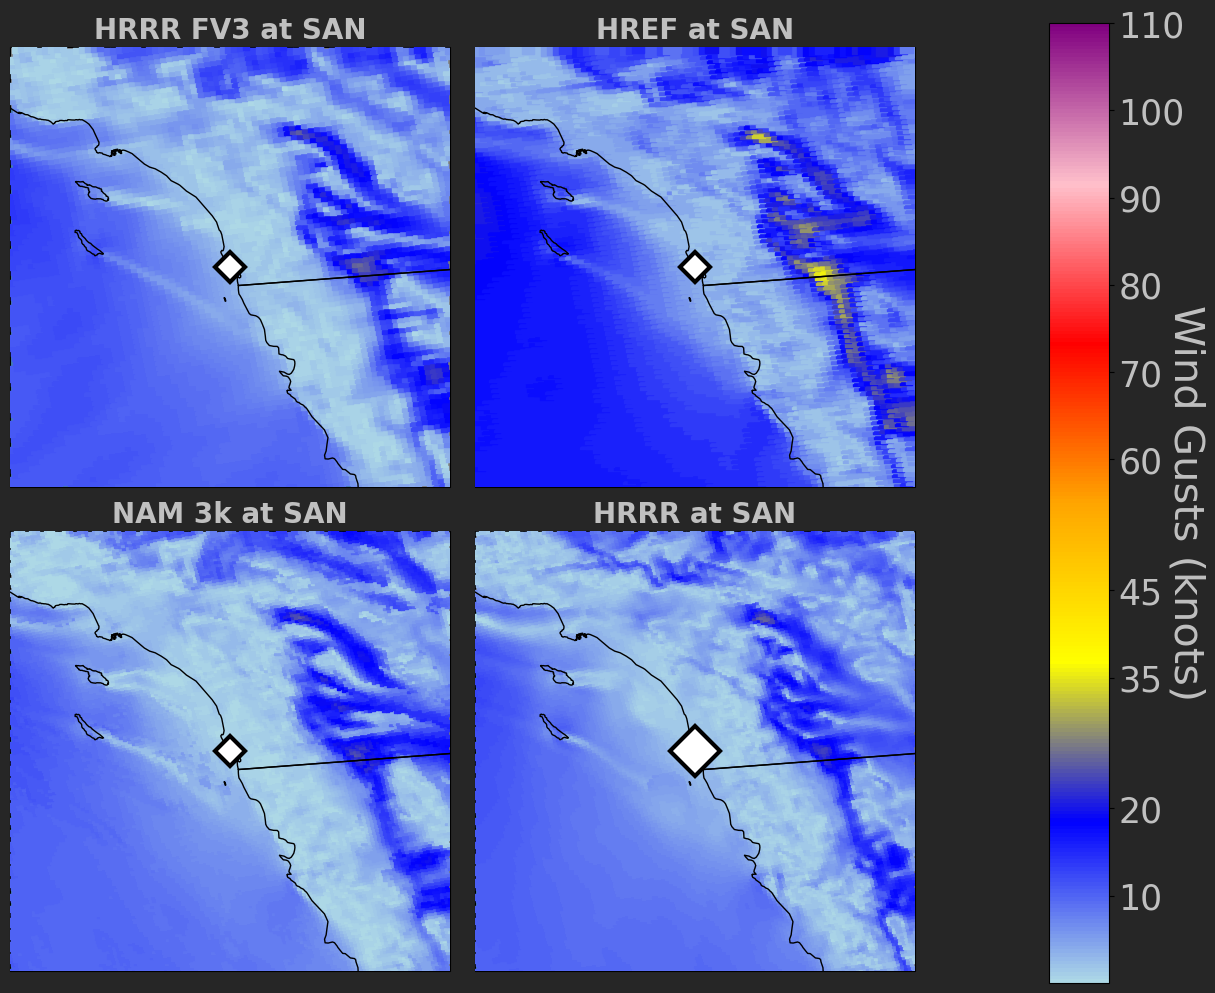 HRRR FV3 at SAN
HREF at SAN
NAM 3k at SAN
HRRR at SAN
110
100
90
80
70
60
45
35
20
10
Wind Gusts (knots)